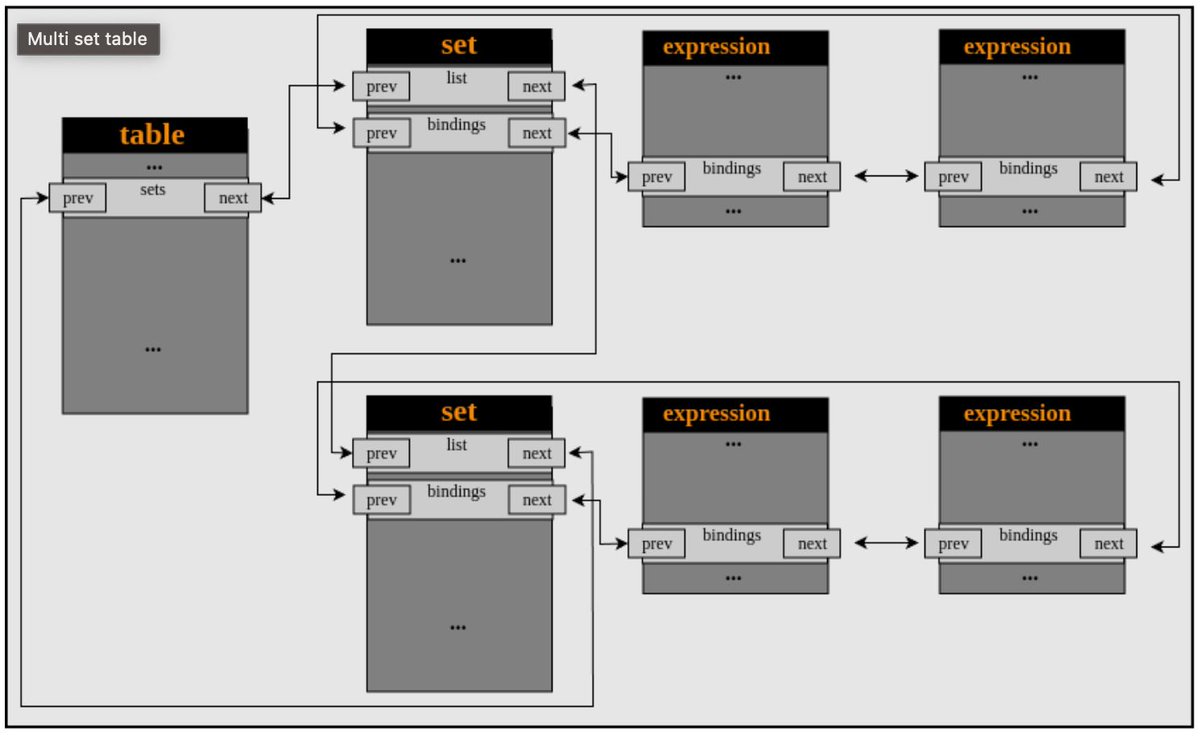 Multi set table
table
...
prev
sets
next
...
set
list
prev
next
bindings
prev
next
...
expression
...
bindings
prev
next
...
expression
...
bindings
prev
next
...
set
list
prev
next
bindings
prev
next
...
expression
...
bindings
prev
next
...
expression
...
bindings
prev
next
...